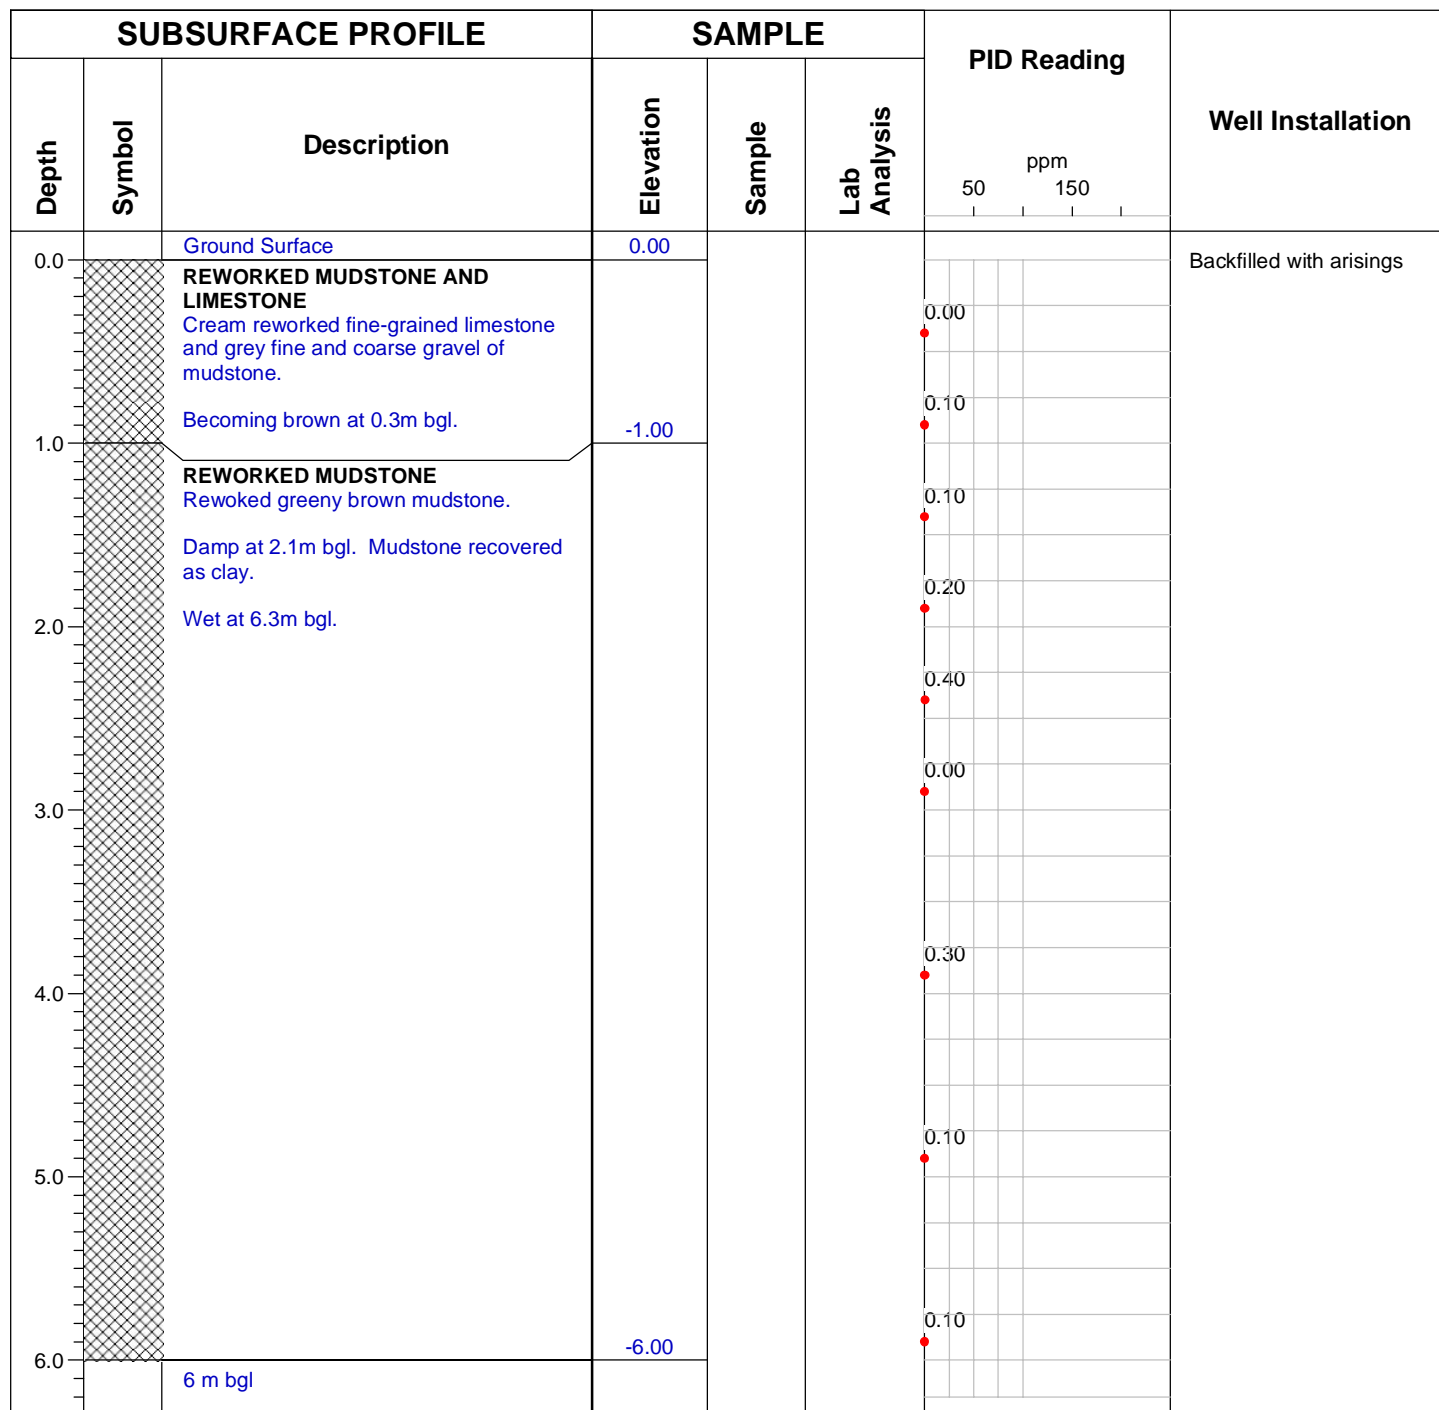 SUBSURFACE PROFILE
SAMPLE
PID Reading
Well Installation
Depth
Symbol
Description
Elevation
Sample
Lab
Analysis
ppm
50 150
Ground Surface
0.00
0.0
REWORKED MUDSTONE AND
LIMESTONE
Cream reworked fine-grained limestone
and grey fine and coarse gravel of
mudstone.
Becoming brown at 0.3m bgl.
-1.00
1.0
REWORKED MUDSTONE
Rewoked greeny brown mudstone.
Damp at 2.1m bgl.  Mudstone recovered
as clay.
Wet at 6.3m bgl.
2.0
3.0
4.0
5.0
-6.00
6.0
6 m bgl
0.00
0.10
0.10
0.20
0.40
0.00
0.30
0.10
0.10
Backfilled with arisings